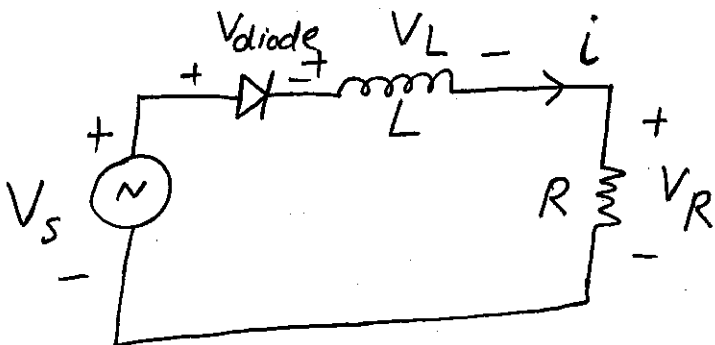 Vdiode VL i
+ - + -
L
+ +
Vs R VR
- -